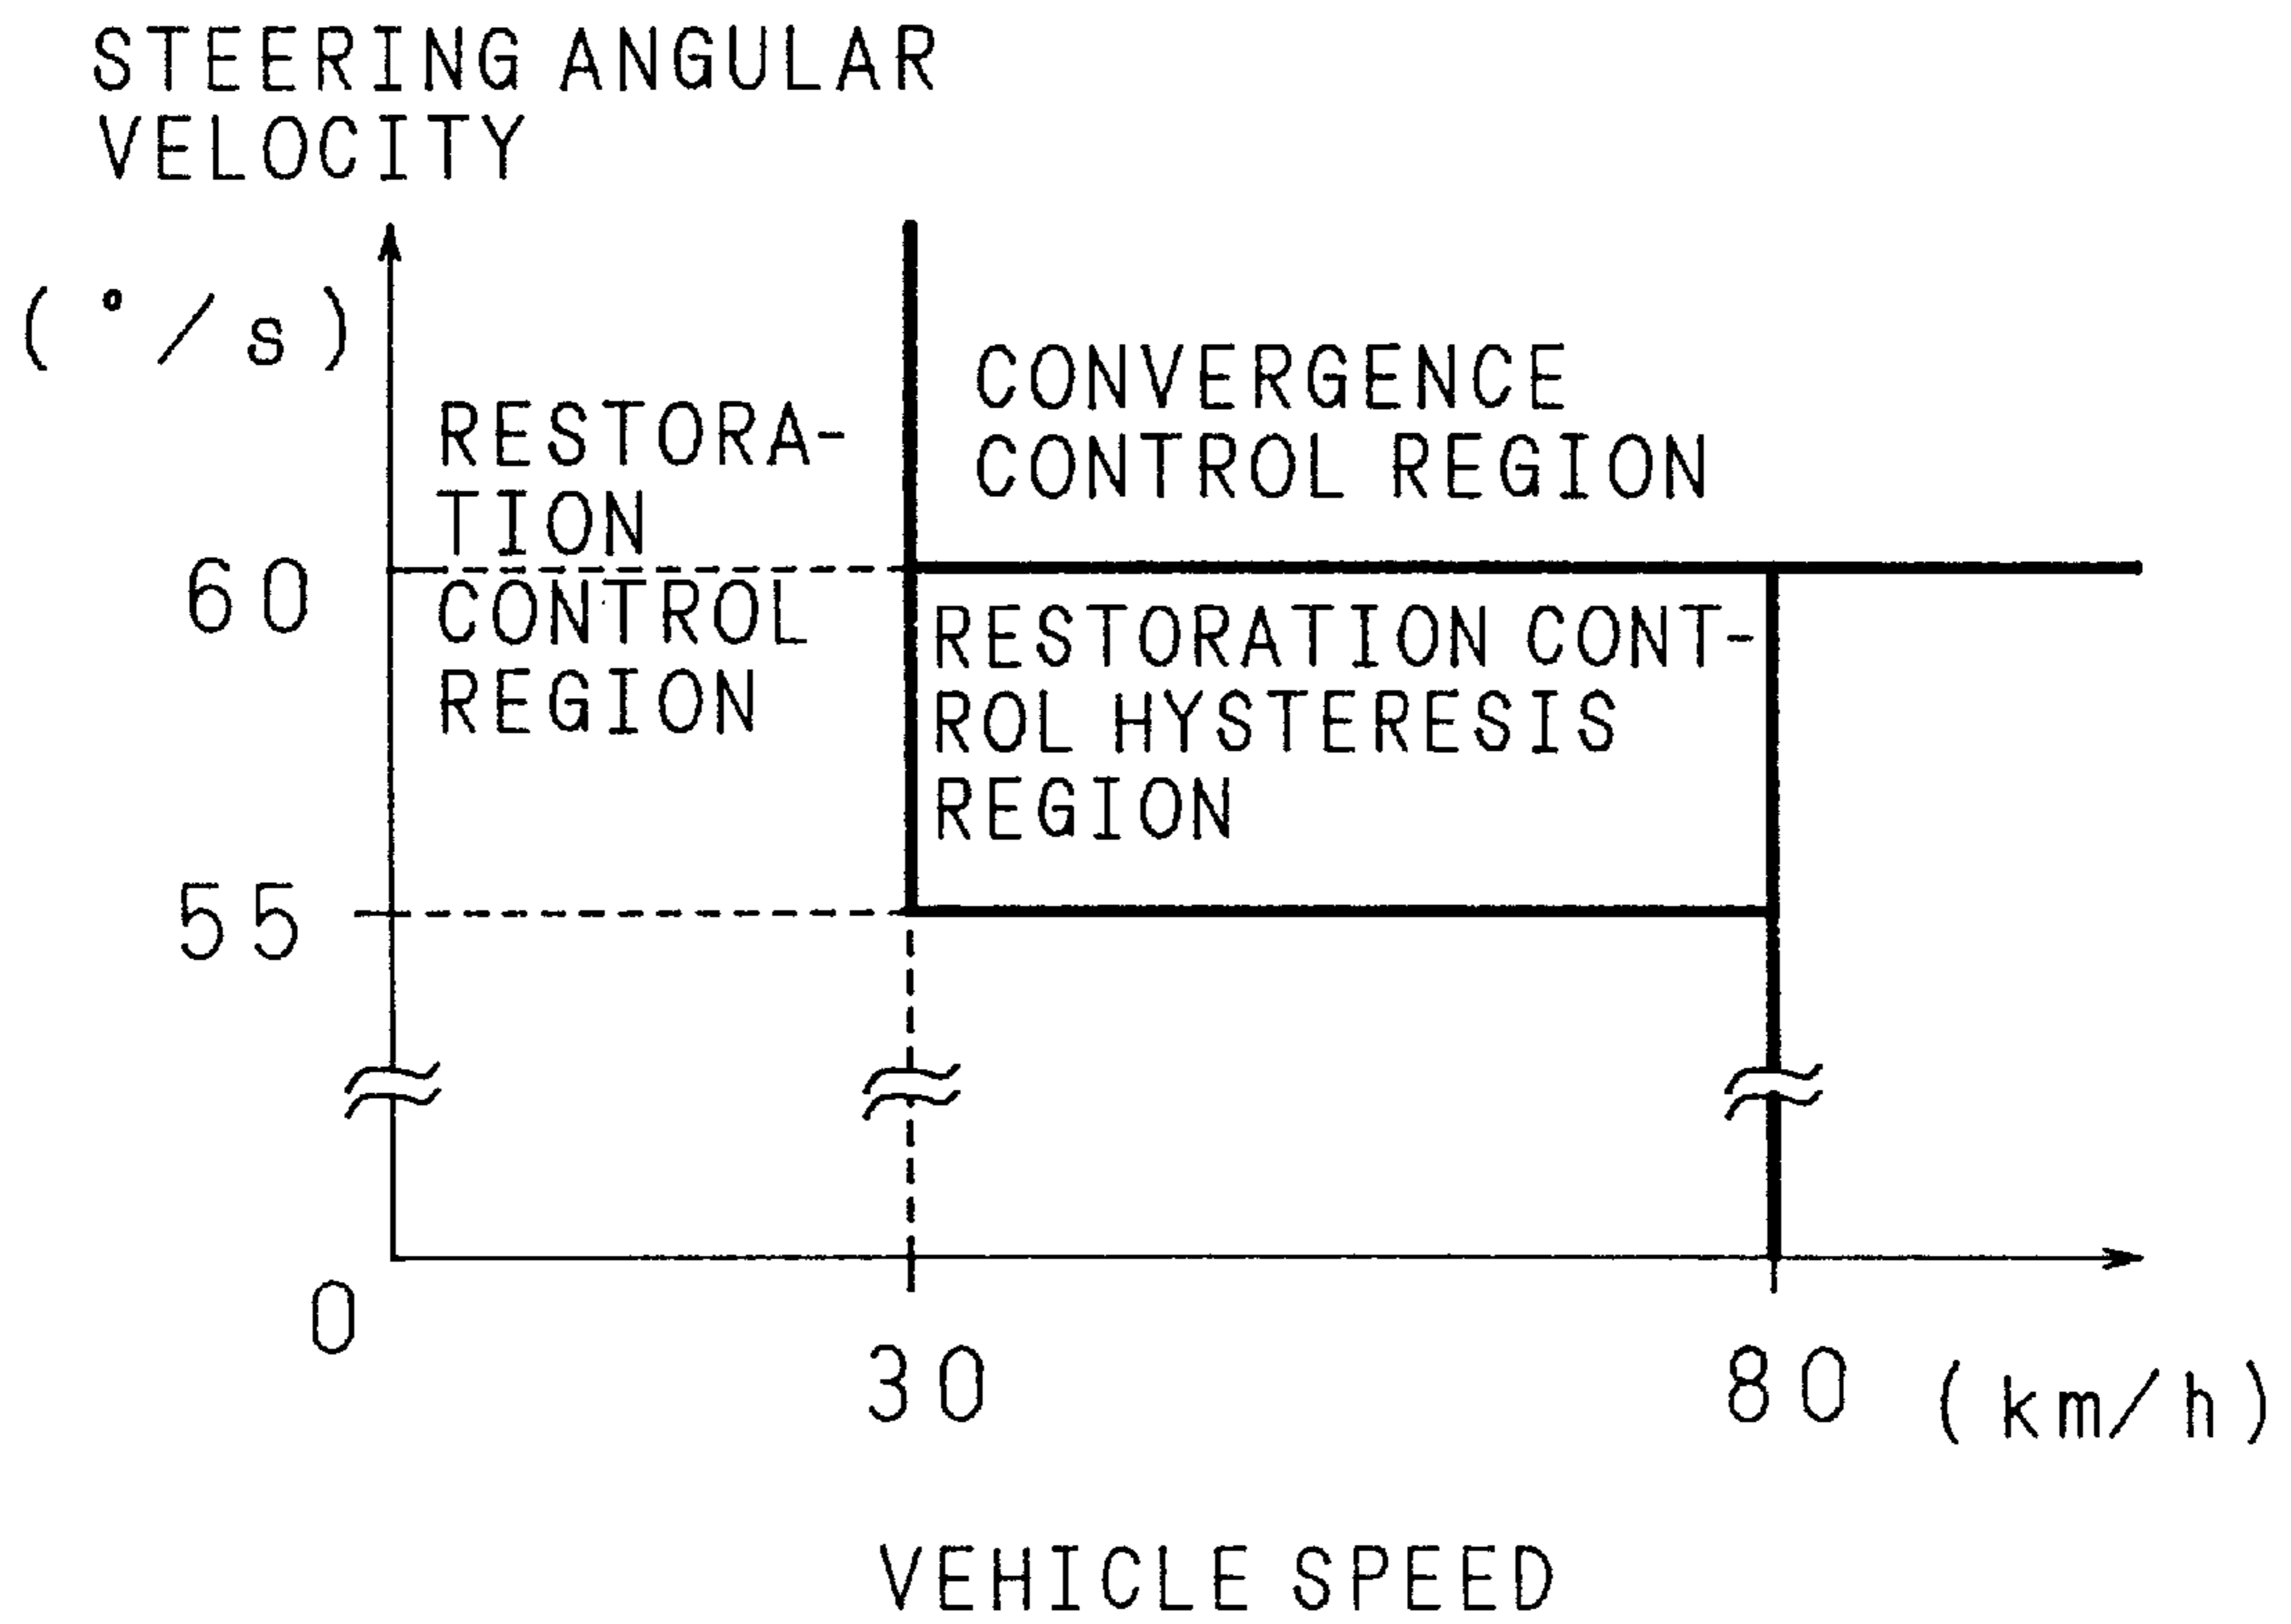 STEERING ANGULAR
VELOCITY
(°/s)
CONVERGENCE
CONTROL REGION
RESTORA-
TION
CONTROL
REGION
60
RESTORATION CONT-
ROL HYSTERESIS
REGION
55
0
30
80 (km/h)
VEHICLE SPEED